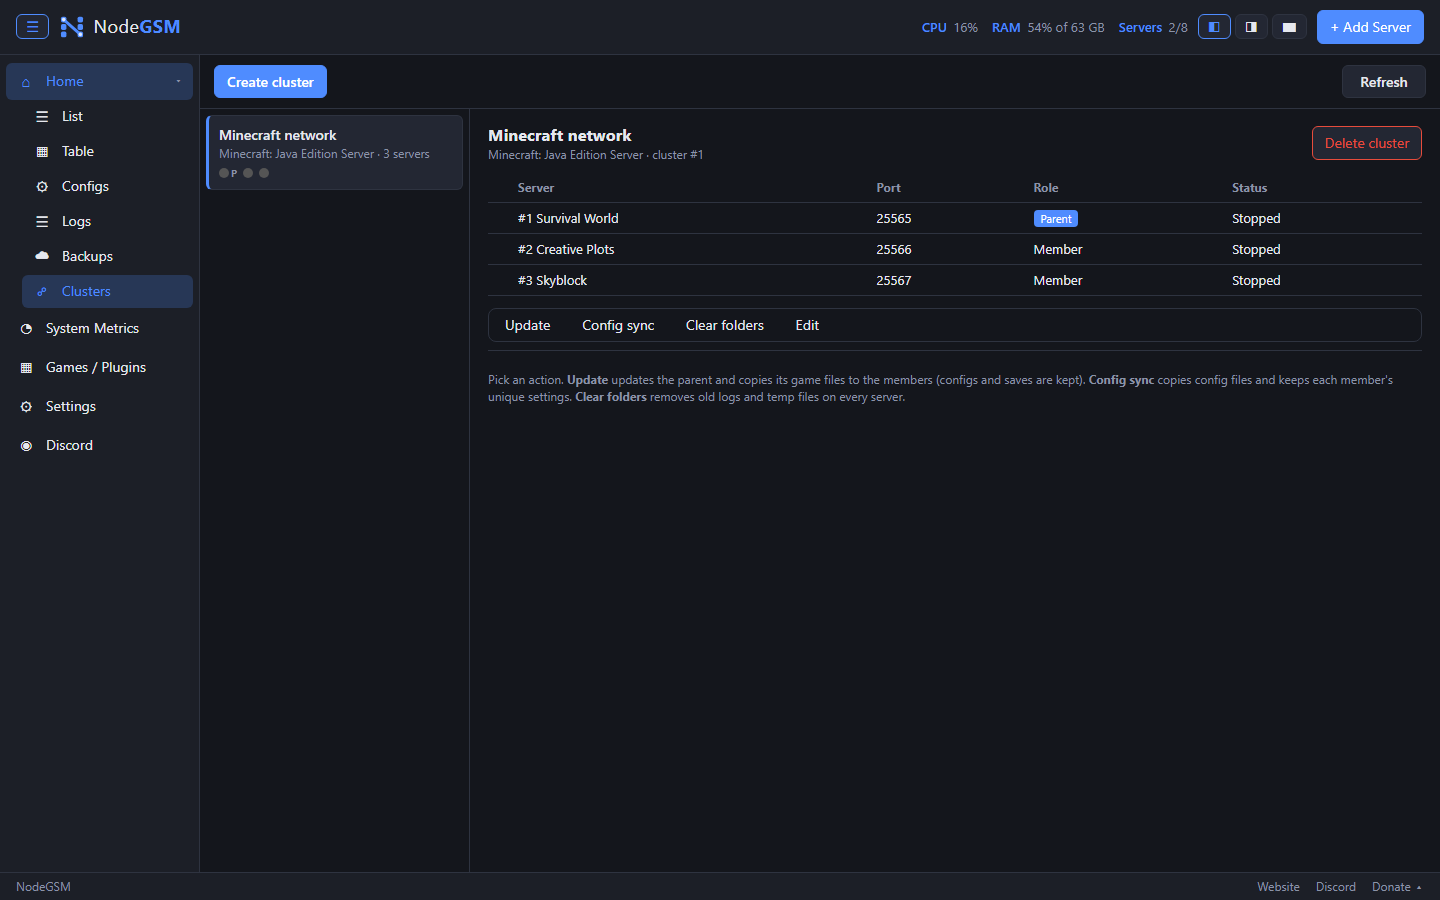 NodeGSM
CPU 16% RAM 54% of 63 GB Servers 2/8
+ Add Server
Home
List
Table
Configs
Logs
Backups
Clusters
System Metrics
Games / Plugins
Settings
Discord
Create cluster
Refresh
Minecraft network
Minecraft: Java Edition Server · 3 servers
P
Minecraft network
Minecraft: Java Edition Server · cluster #1
Delete cluster
Server Port Role Status
#1 Survival World 25565 Parent Stopped
#2 Creative Plots 25566 Member Stopped
#3 Skyblock 25567 Member Stopped
Update Config sync Clear folders Edit
Pick an action. Update updates the parent and copies its game files to the members (configs and saves are kept). Config sync copies config files and keeps each member's
unique settings. Clear folders removes old logs and temp files on every server.
NodeGSM
Website Discord Donate